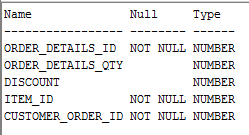 Name Null Type
----------------- -------- ------
ORDER_DETAILS_ID NOT NULL NUMBER
ORDER_DETAILS_QTY NUMBER
DISCOUNT NUMBER
ITEM_ID NOT NULL NUMBER
CUSTOMER_ORDER_ID NOT NULL NUMBER